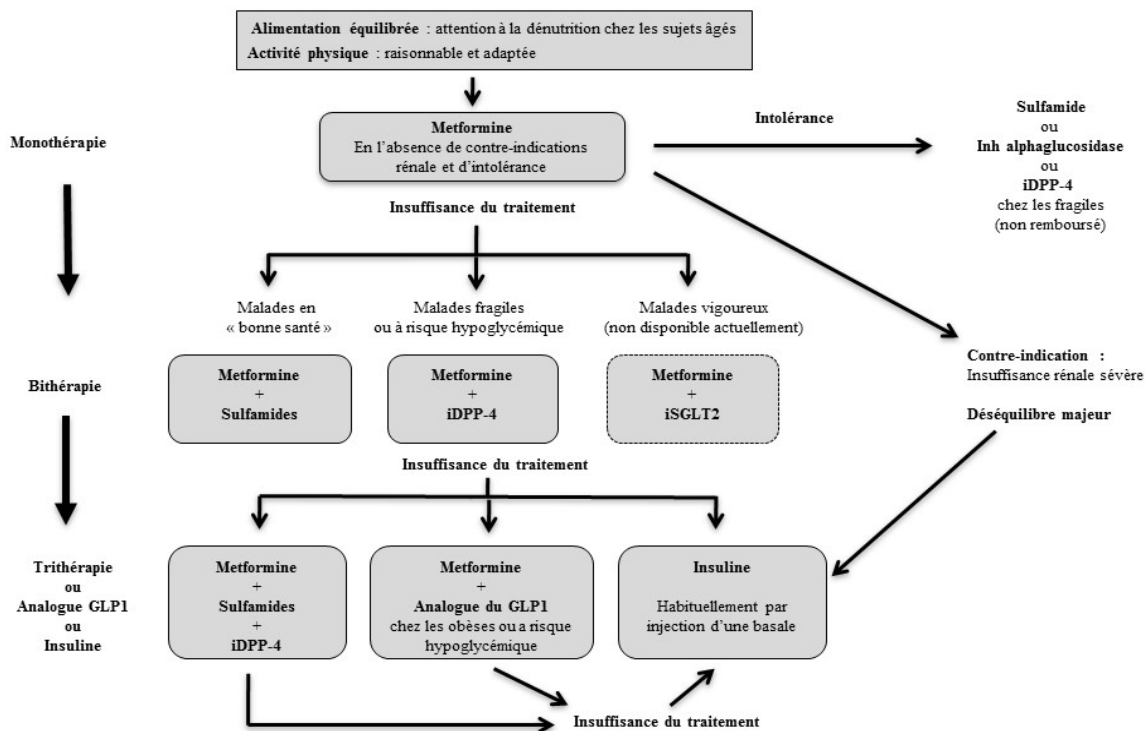 Alimentation équilibrée : attention à la dénutrition chez les sujets âgés
Activité physique : raisonnable et adaptée
Monothérapie
Metformine
En l'absence de contre-indications
rénale et d'intolérance
Intolérance
Sulfamide
ou
Inh alphaglucosidase
ou
iDPP-4
chez les fragiles
(non remboursé)
Insuffisance du traitement
Malades en
« bonne santé »
Malades fragiles
ou à risque hypoglycémique
Malades vigoureux
(non disponible actuellement)
Bithérapie
Metformine
+
Sulfamides
Metformine
+
iDPP-4
Metformine
+
iSGLT2
Contre-indication :
Insuffisance rénale sévère
Déséquilibre majeur
Insuffisance du traitement
Trithérapie
ou
Analogue GLP1
ou
Insuline
Metformine
+
Sulfamides
+
iDPP-4
Metformine
+
Analogue du GLP1
chez les obèses ou a risque
hypoglycémique
Insuline
Habituellement par
injection d'une basale
Insuffisance du traitement